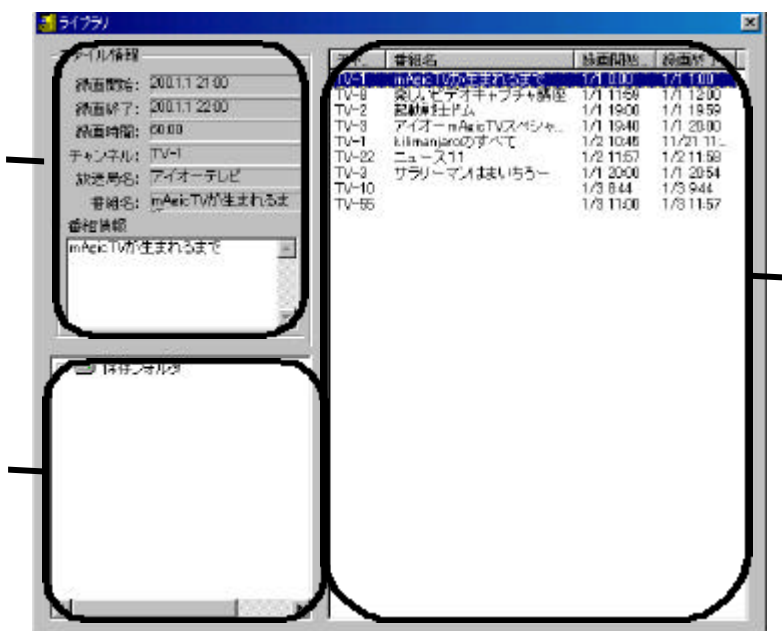 ライブラリ
ファイル情報
録画開始: 2001.1.1 21:00
録画終了: 2001.1.1 22:00
録画時間: 60:00
チャンネル: TV-1
放送局名: アイオーテレビ
番組名: mAgicTVが生まれるま
番組情報
mAgicTVが生まれるまで
保存フォルダ
番組名 録画開始.. 録画終了..
TV-1 mAgicTVが生まれるまで 1/1 0:00 1/1 1:00
TV-8 楽しいビデオキャプチャ講座 1/1 11:59 1/1 12:00
TV-2 起動戦士ドム 1/1 19:00 1/1 19:59
TV-3 アイオーmAgicTVスペシャ... 1/1 19:40 1/1 20:00
TV-1 kilimanjaroのすべて 1/2 10:45 11/21 11:...
TV-22 ニュース11 1/2 11:57 1/2 11:58
TV-3 サラリーマンはまいちろー 1/1 20:00 1/1 20:54
TV-10 1/3 8:44 1/3 9:44
TV-55 1/3 11:00 1/3 11:57